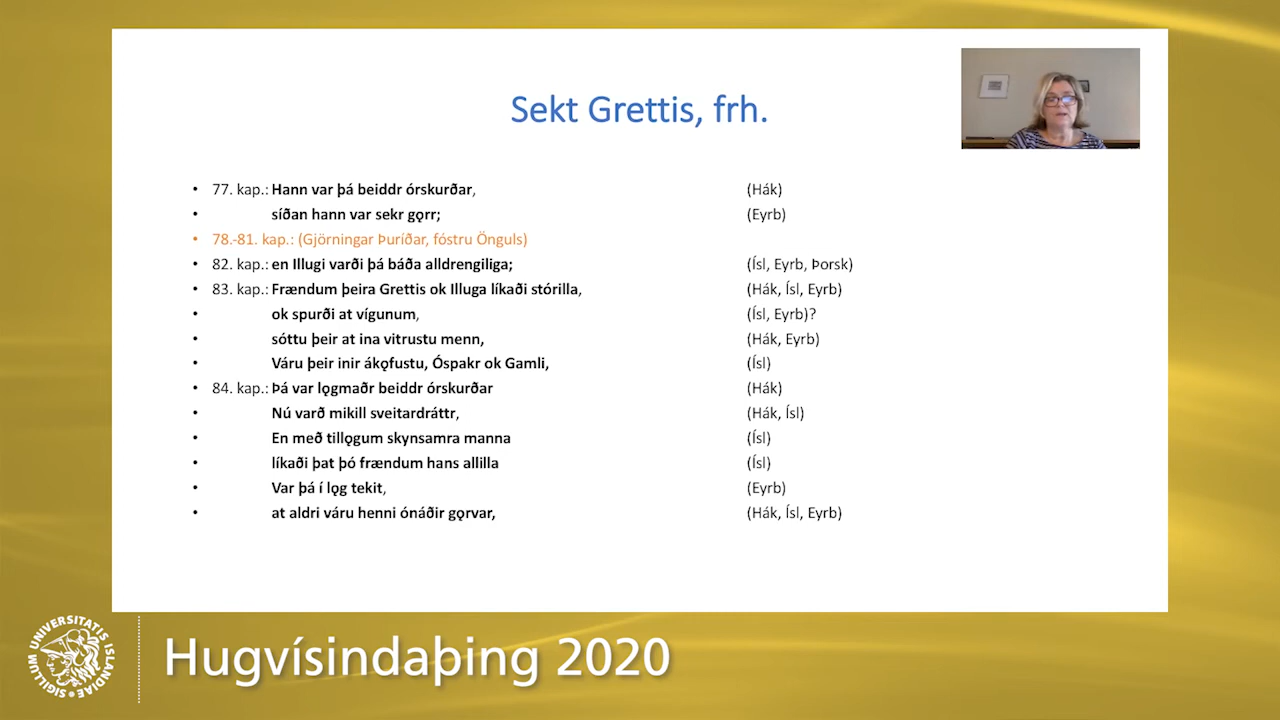 Sekt Grettis, frh.
• 77. kap.: Hann var þá beiddr órskurðar, (Hák)
• síðan hann var sekr gǫrr; (Eyrb)
• 78.-81. kap.: (Gjörningar Þuríðar, fóstru Önguls)
• 82. kap.: en Illugi varði þá báða alldrengiliga; (Ísl, Eyrb, Þorsk)
• 83. kap.: Frændum þeira Grettis ok Illuga líkaði stórilla, (Hák, Ísl, Eyrb)
• ok spurði at vígunum, (Ísl, Eyrb)?
• sóttu þeir at ina vitrustu menn, (Hák, Eyrb)
• Váru þeir inir ákǫfustu, Óspakr ok Gamli, (Ísl)
• 84. kap.: Þá var lǫgmaðr beiddr órskurðar (Hák)
• Nú varð mikill sveitardráttr, (Hák, Ísl)
• En með tillǫgum skynsamra manna (Ísl)
• líkaði þat þó frændum hans allilla (Ísl)
• Var þá í lǫg tekit, (Eyrb)
• at aldri váru henni ónáðir gǫrvar, (Hák, Ísl, Eyrb)
SIGILLUM UNIVERSITATIS ISLANDIAE
Hugvísindaþing 2020